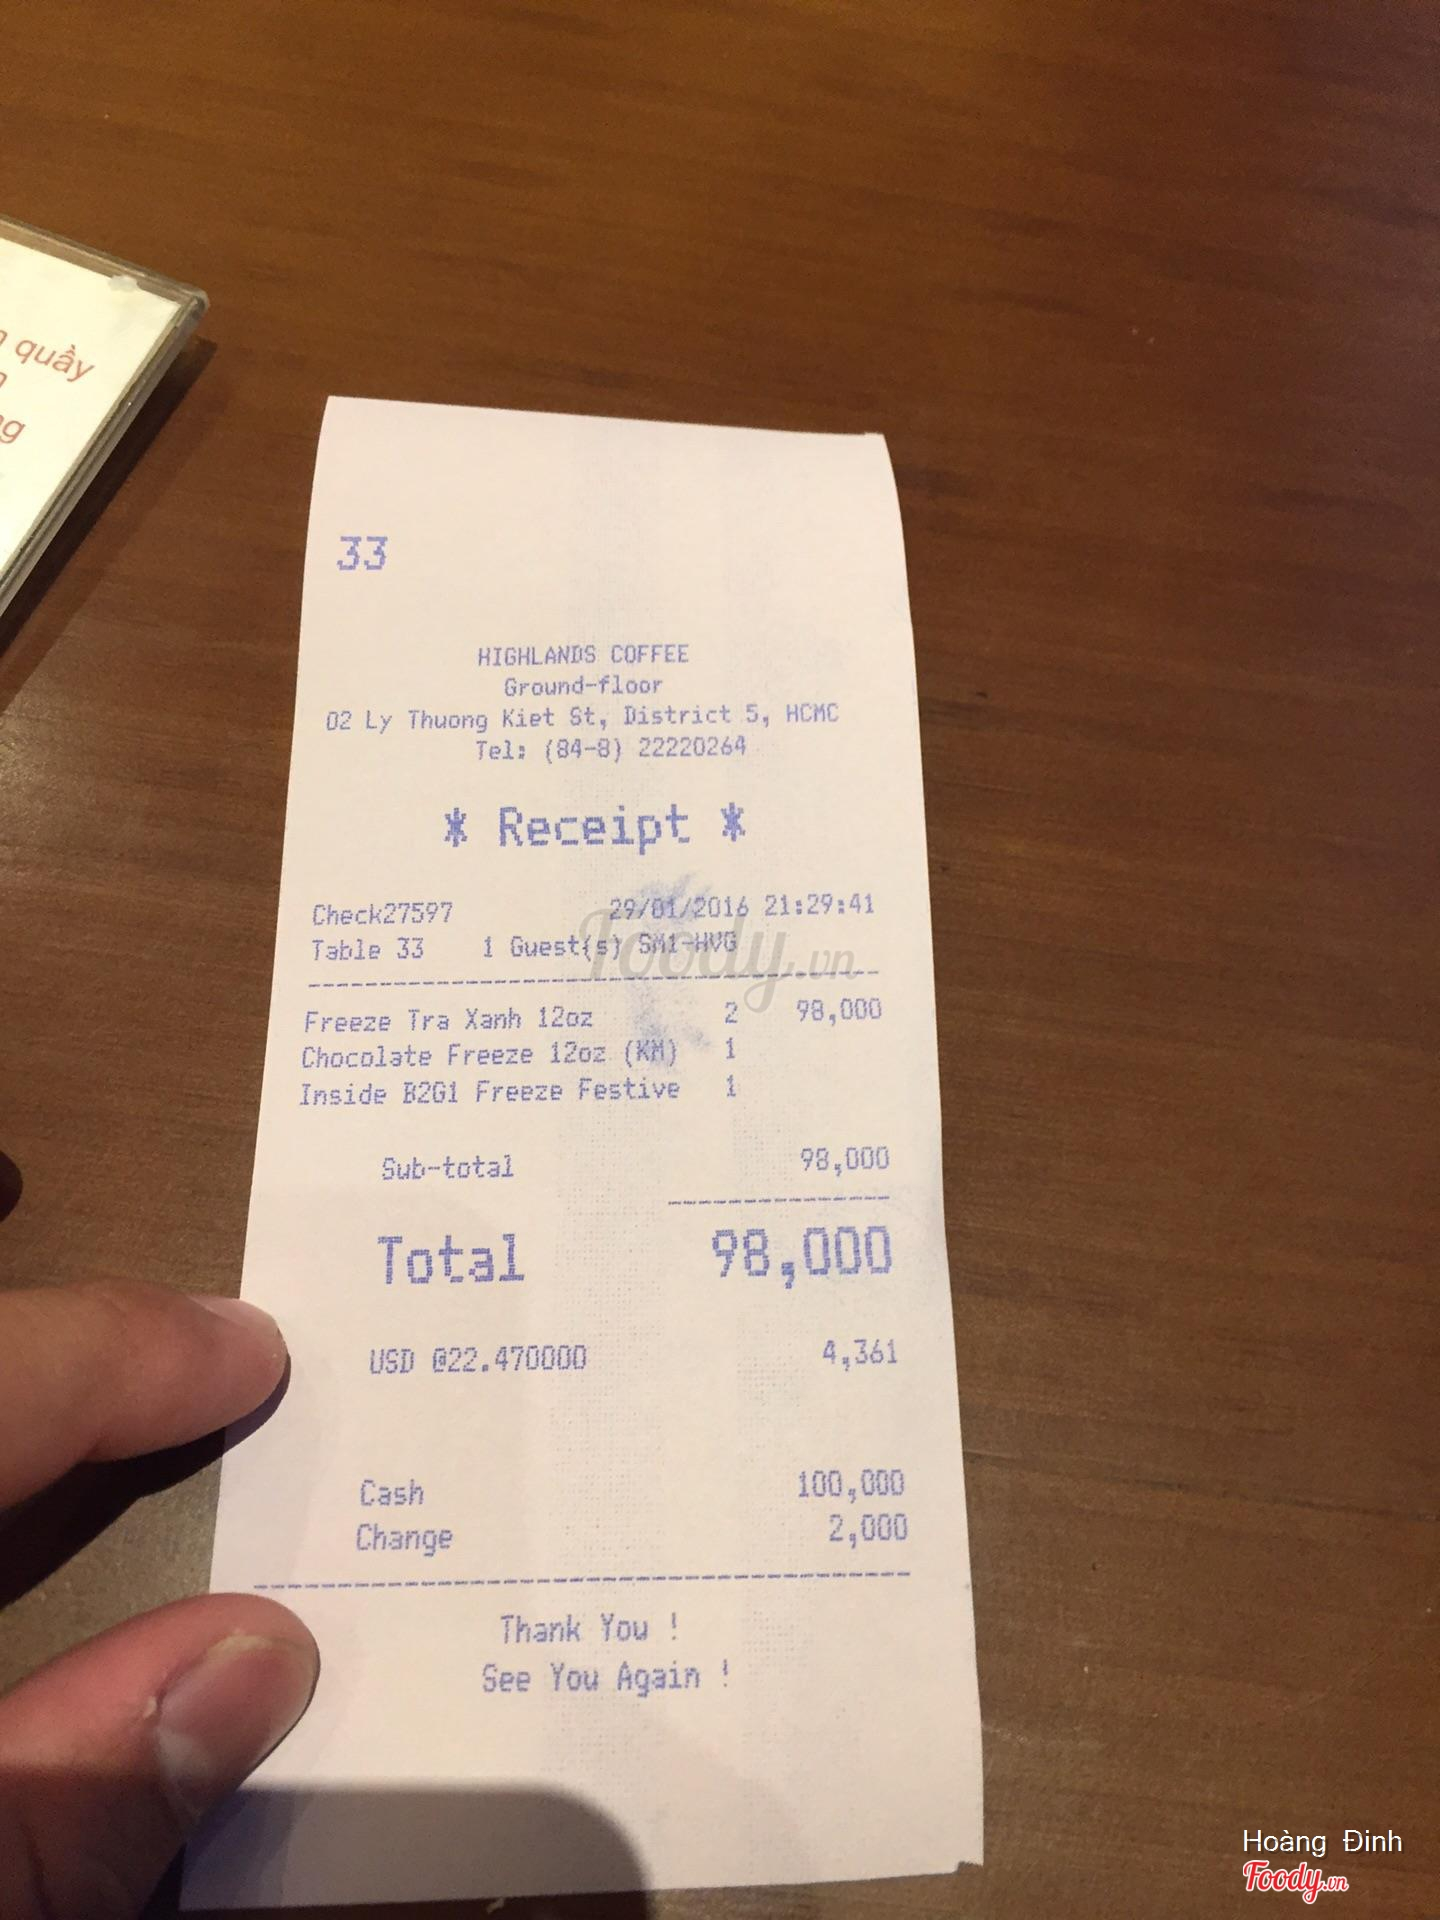 n quầy
ng
33
HIGHLANDS COFFEE
Ground-floor
02 Ly Thuong Kiet St, District 5, HCMC
Tel: (84-8) 22220264
* Receipt *
Check27597 29/01/2016 21:29:41
Table 33 1 Guest(s) SM1-HVG
Foody.vn
Freeze Tra Xanh 12oz 2 98,000
Chocolate Freeze 12oz (KM) 1
Inside B2G1 Freeze Festive 1
Sub-total 98,000
Total 98,000
USD @22.470000 4,361
Cash 100,000
Change 2,000
Thank You !
See You Again !
Hoàng Đinh
Foody.vn